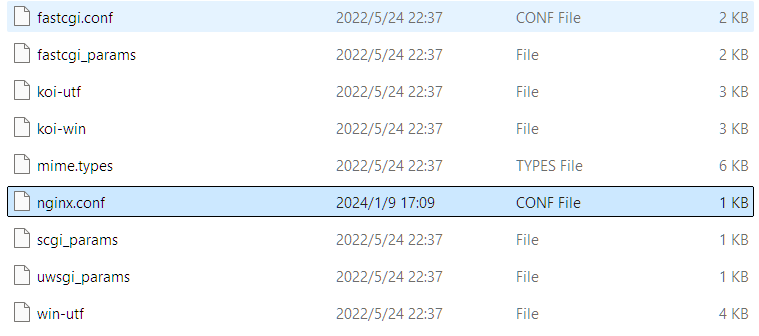 fastcgi.conf 2022/5/24 22:37 CONF File 2 KB
fastcgi_params 2022/5/24 22:37 File 2 KB
koi-utf 2022/5/24 22:37 File 3 KB
koi-win 2022/5/24 22:37 File 3 KB
mime.types 2022/5/24 22:37 TYPES File 6 KB
nginx.conf 2024/1/9 17:09 CONF File 1 KB
scgi_params 2022/5/24 22:37 File 1 KB
uwsgi_params 2022/5/24 22:37 File 1 KB
win-utf 2022/5/24 22:37 File 4 KB